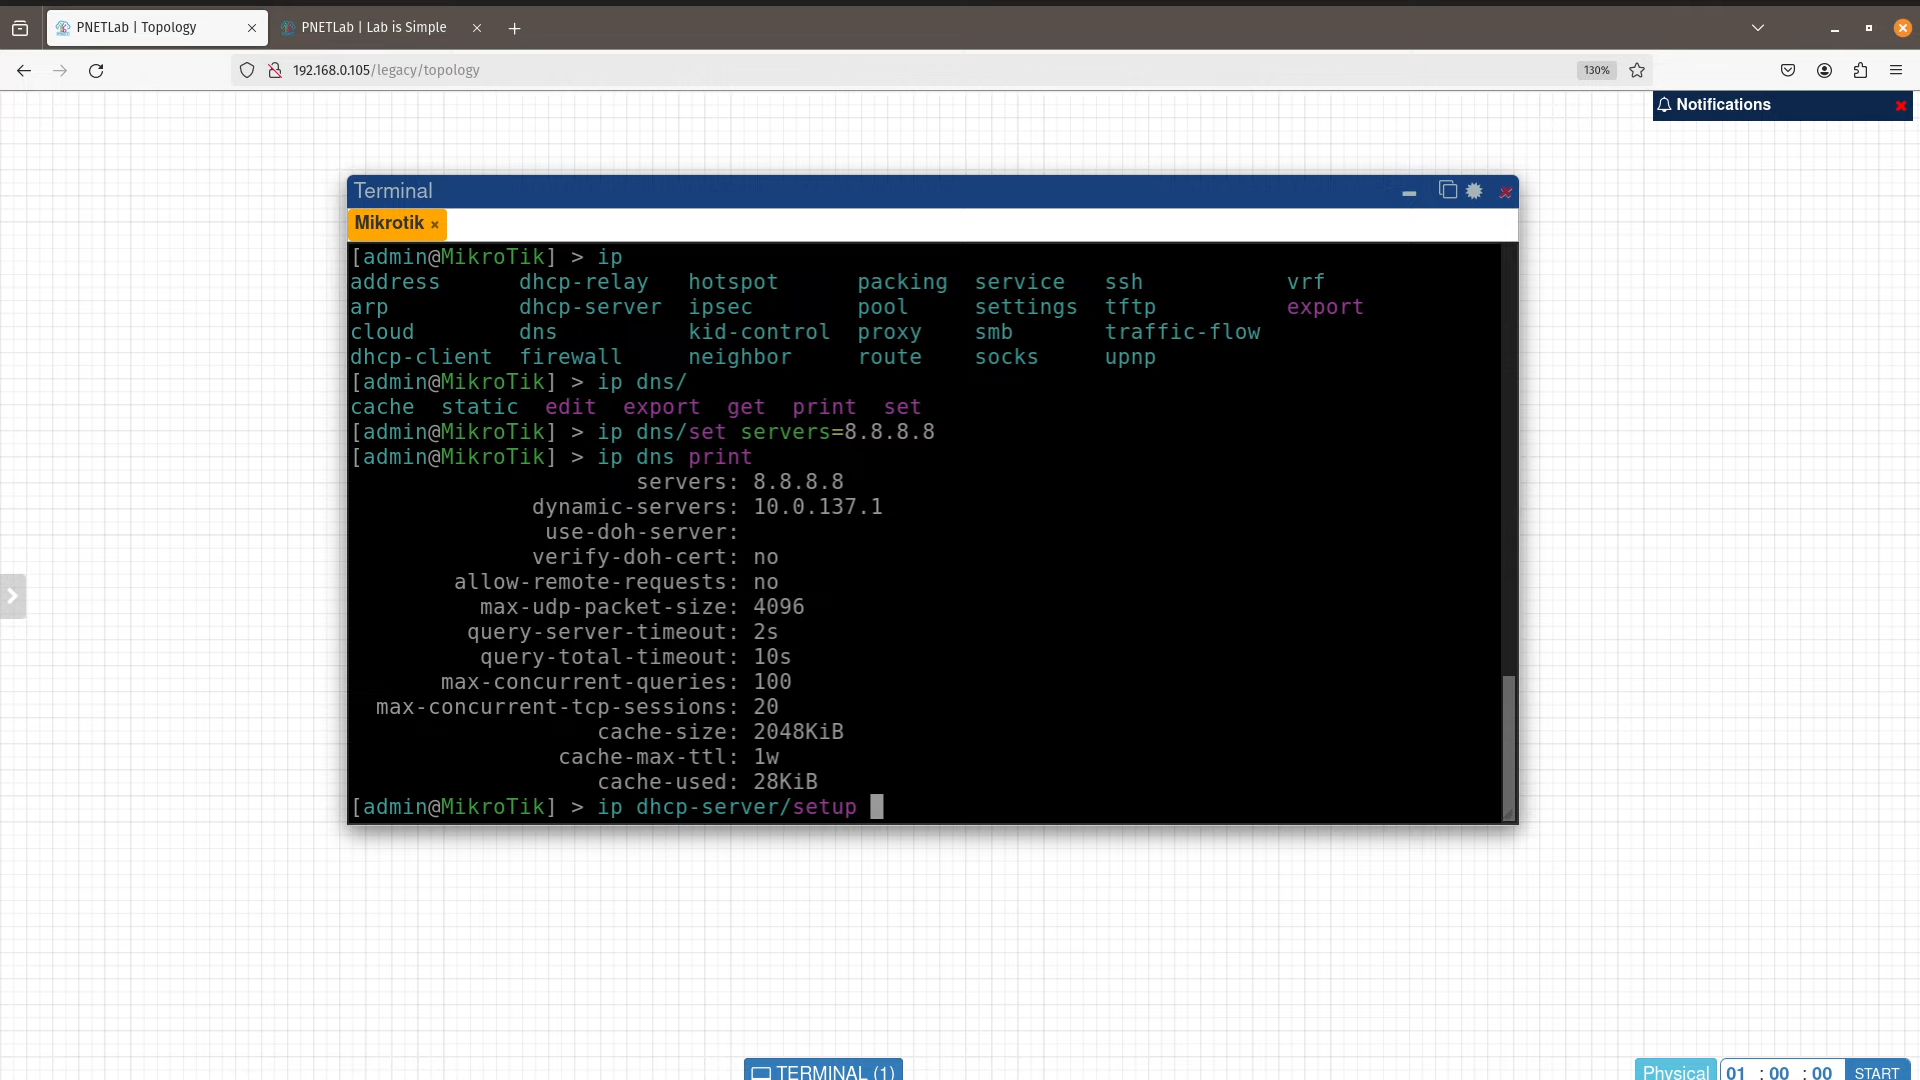 PNETLab | Topology
PNETLab | Lab is Simple
192.168.0.105/legacy/topology
130%
Notifications
Terminal
Mikrotik ×
[admin@MikroTik] > ip
address      dhcp-relay   hotspot      packing  service   ssh          vrf
arp          dhcp-server  ipsec        pool     settings  tftp         export
cloud        dns          kid-control  proxy    smb       traffic-flow
dhcp-client  firewall     neighbor     route    socks     upnp
[admin@MikroTik] > ip dns/
cache  static  edit  export  get  print  set
[admin@MikroTik] > ip dns/set servers=8.8.8.8
[admin@MikroTik] > ip dns print
servers: 8.8.8.8
dynamic-servers: 10.0.137.1
use-doh-server:
verify-doh-cert: no
allow-remote-requests: no
max-udp-packet-size: 4096
query-server-timeout: 2s
query-total-timeout: 10s
max-concurrent-queries: 100
max-concurrent-tcp-sessions: 20
cache-size: 2048KiB
cache-max-ttl: 1w
cache-used: 28KiB
[admin@MikroTik] > ip dhcp-server/setup
TERMINAL (1)
Physical 01 : 00 : 00 START